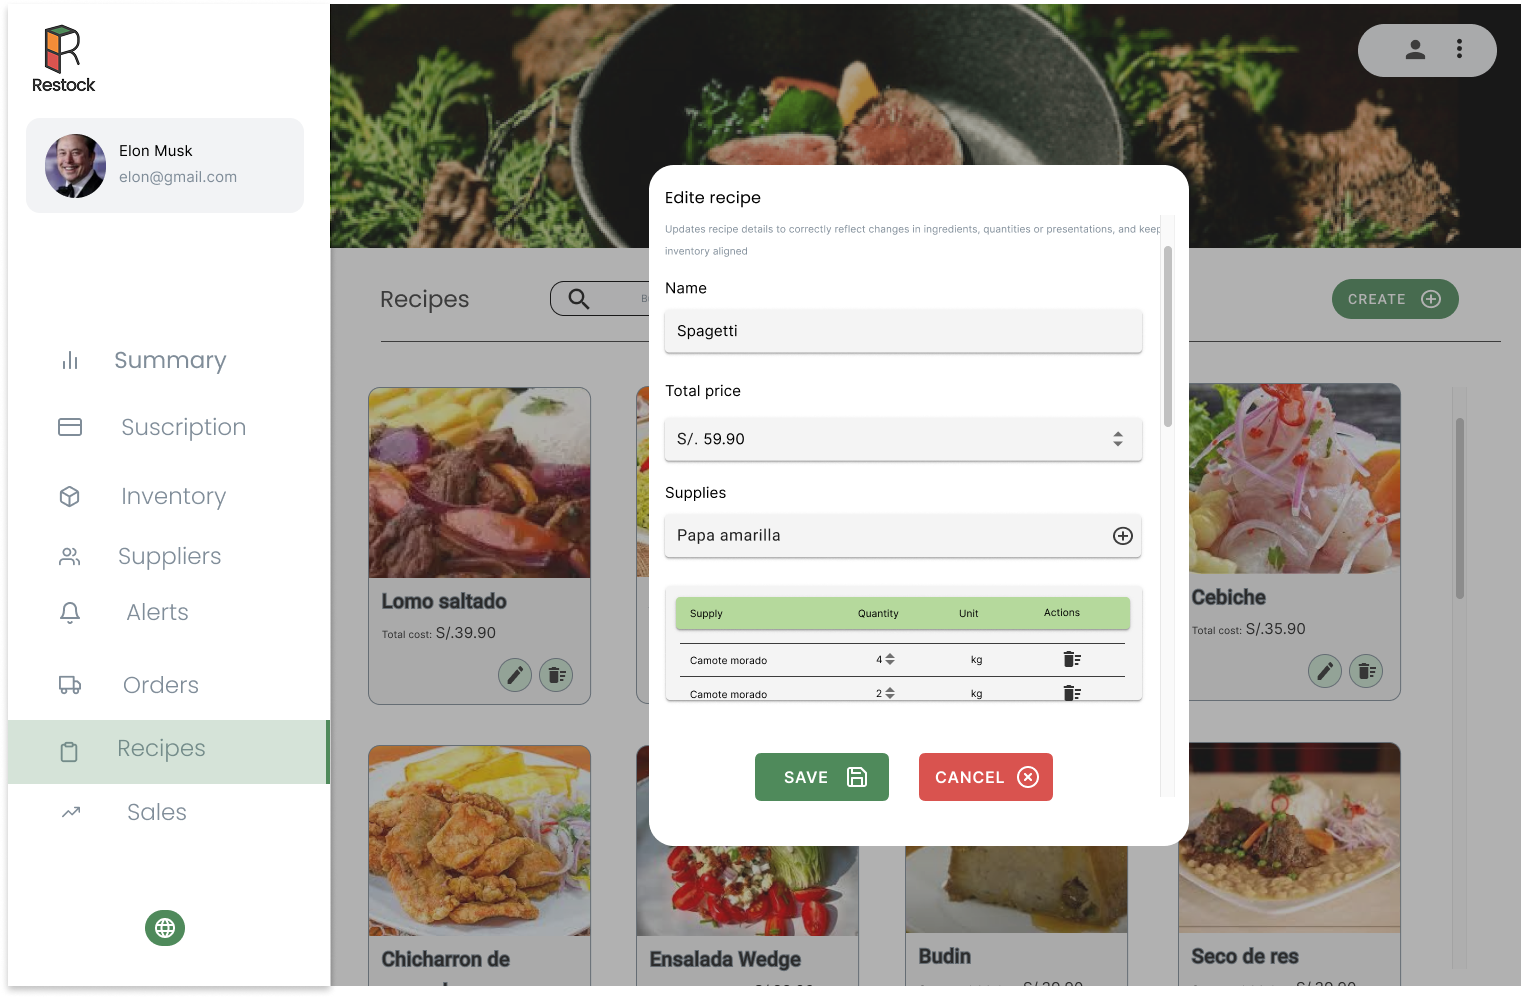 Restock
Elon Musk
elon@gmail.com
Summary
Suscription
Inventory
Suppliers
Alerts
Orders
Recipes
Sales
Recipes
CREATE
Lomo saltado
Total cost: S/.39.90
Cebiche
Total cost: S/.35.90
Chicharron de
Ensalada Wedge
Budin
Seco de res
Edite recipe
Updates recipe details to correctly reflect changes in ingredients, quantities or presentations, and keep
inventory aligned
Name
Spagetti
Total price
S/. 59.90
Supplies
Papa amarilla
Supply Quantity Unit Actions
Camote morado 4 kg
Camote morado 2 kg
SAVE
CANCEL